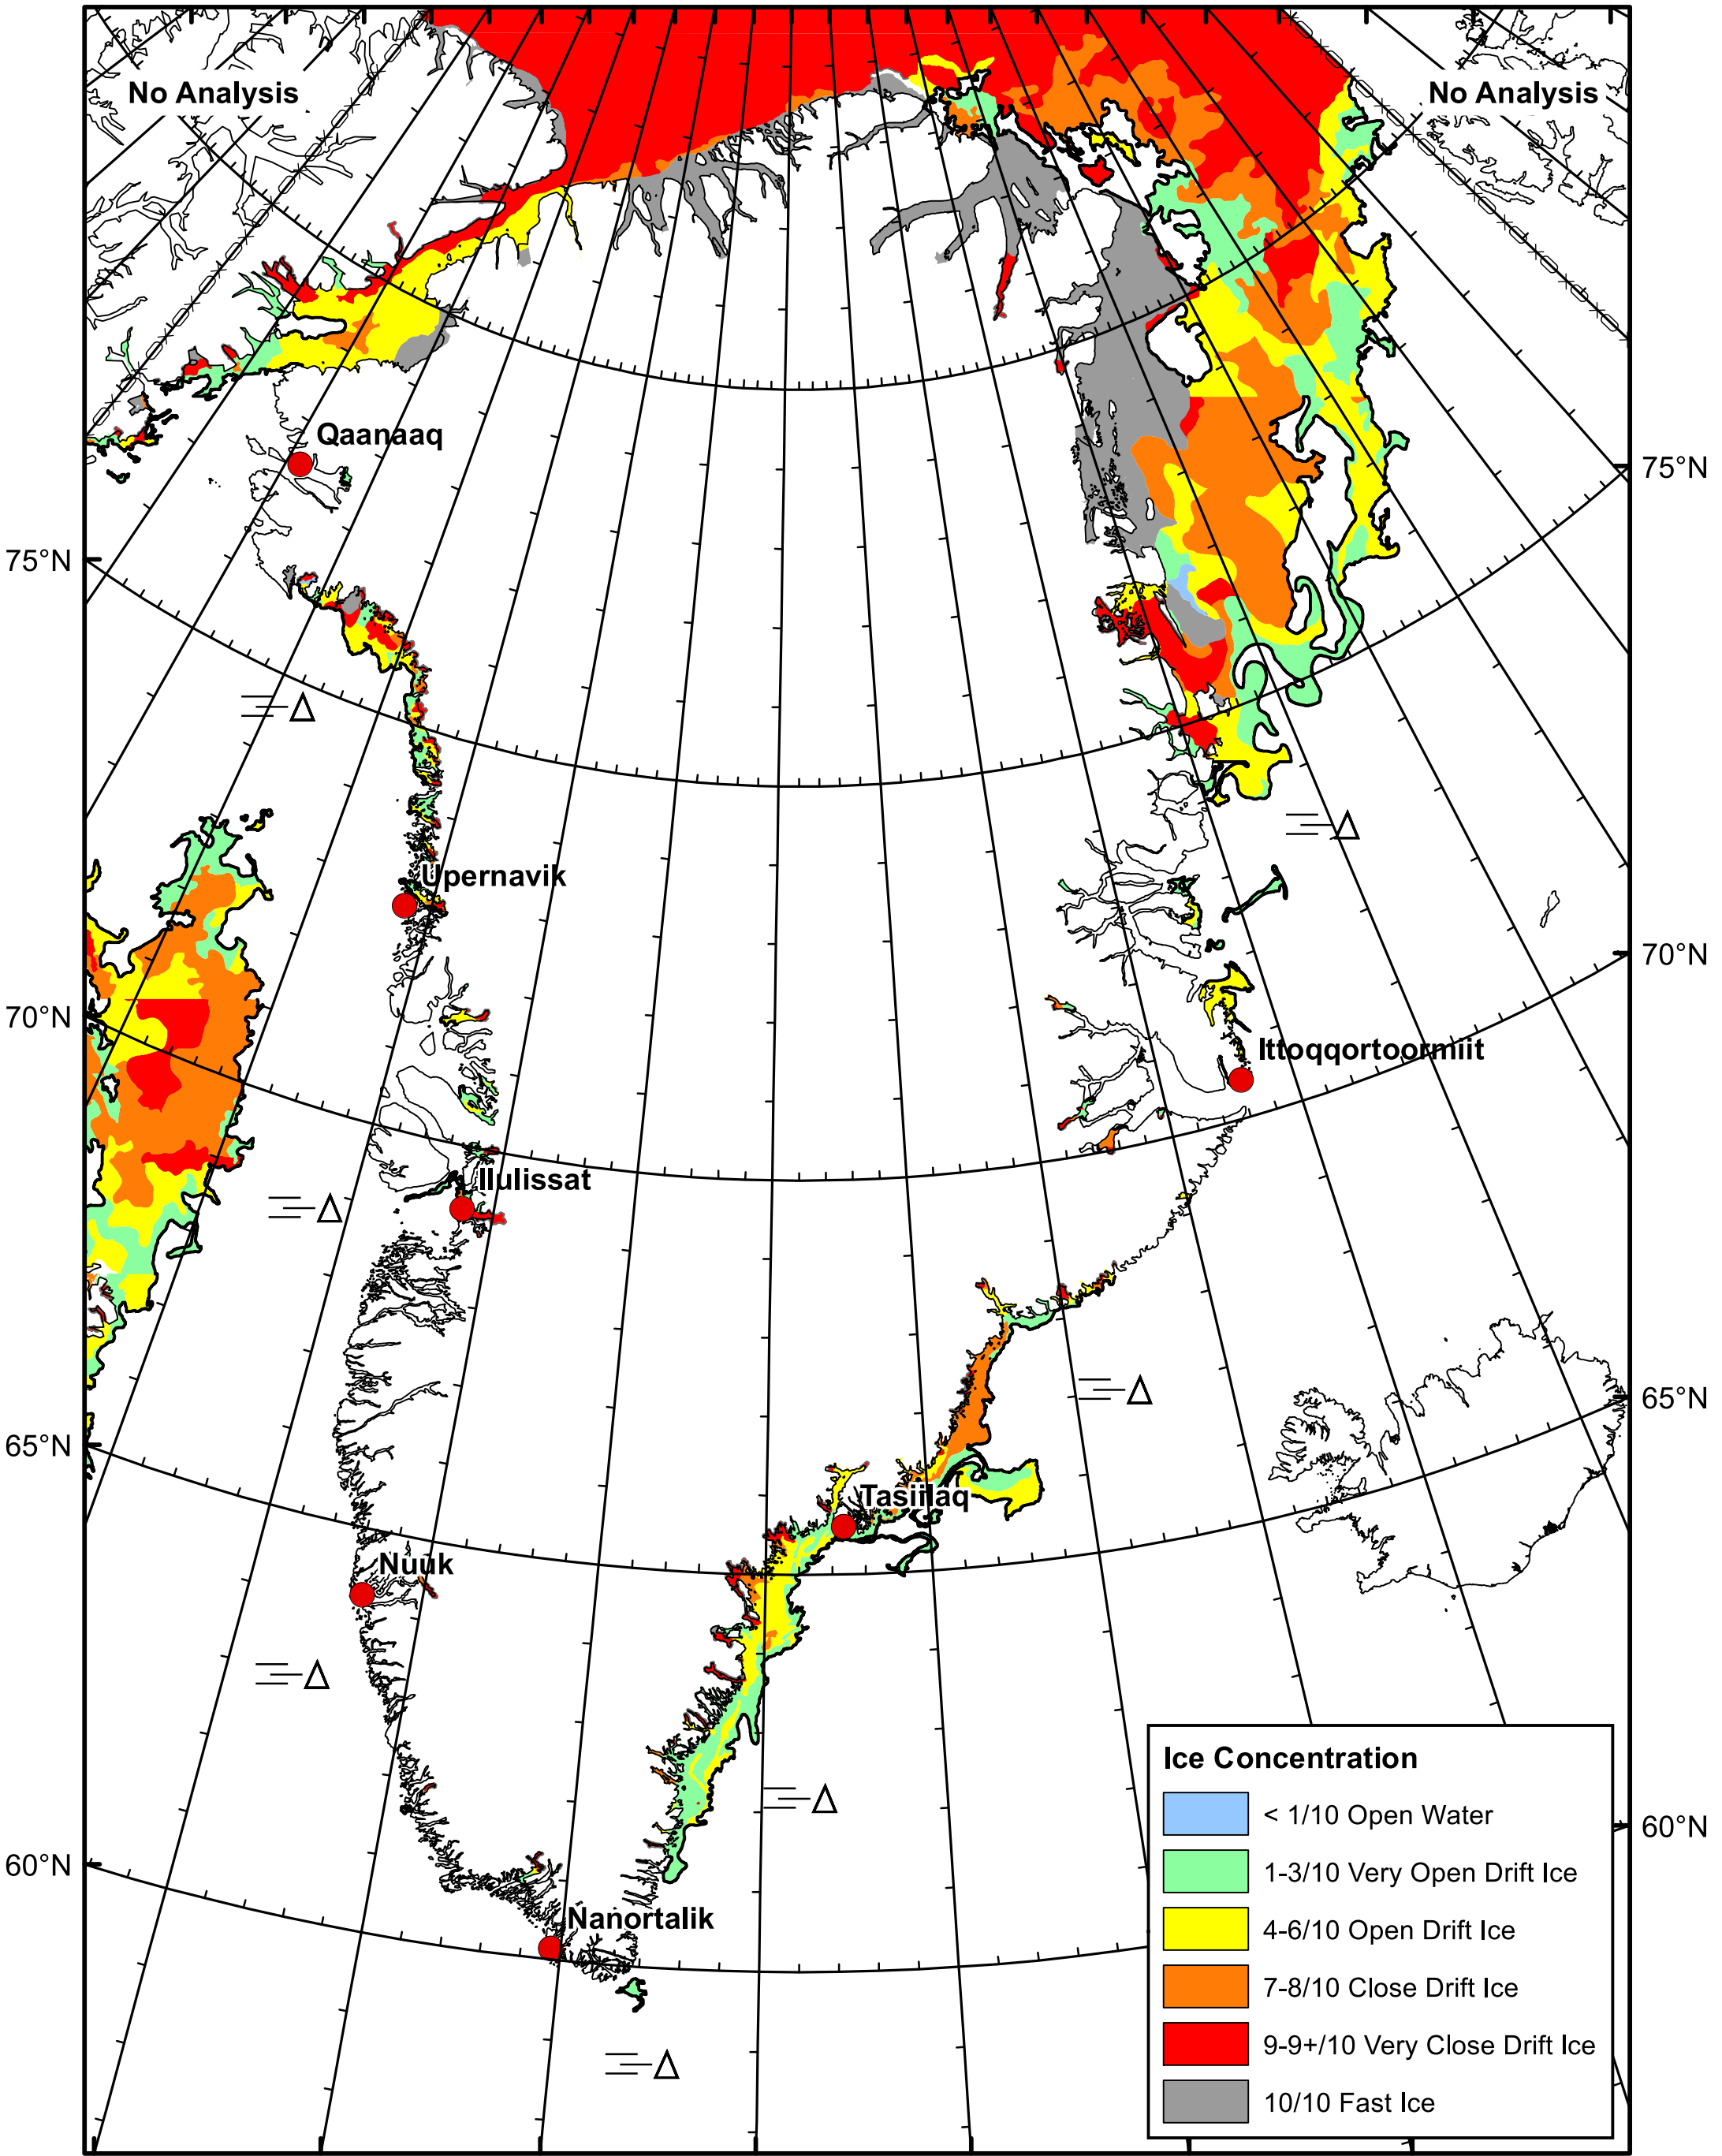 No Analysis
No Analysis
Qaanaaq
75°N
75°N
Upernavik
70°N
70°N
Ittoqqortoormiit
Ilulissat
65°N
65°N
Tasiilaq
Nuuk
Ice Concentration
< 1/10 Open Water
1-3/10 Very Open Drift Ice
4-6/10 Open Drift Ice
7-8/10 Close Drift Ice
9-9+/10 Very Close Drift Ice
10/10 Fast Ice
60°N
60°N
Nanortalik